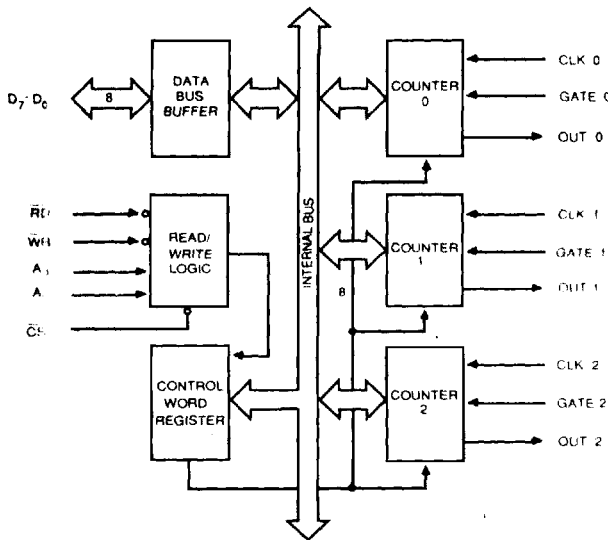 D7-D0
8
DATA
BUS
BUFFER
INTERNAL BUS
COUNTER
0
CLK 0
GATE 0
OUT 0
RD
WR
A
A
CS
READ/
WRITE
LOGIC
8
COUNTER
1
CLK 1
GATE 1
OUT 1
CONTROL
WORD
REGISTER
COUNTER
2
CLK 2
GATE 2
OUT 2